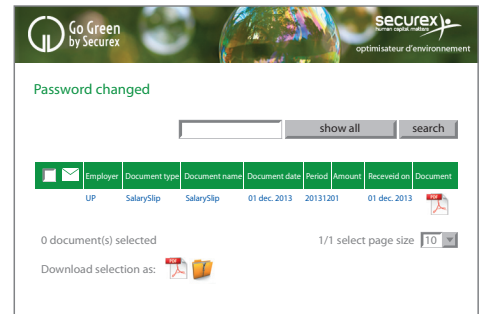 Go Green
by Securex
securex
human capital matters
optimisateur d'environnement
Password changed
show all search
Employer Document type Document name Document date Period Amount Receveid on Document
UP SalarySlip SalarySlip 01 dec. 2013 20131201 01 dec. 2013 PDF
0 document(s) selected 1/1 select page size 10
Download selection as: PDF